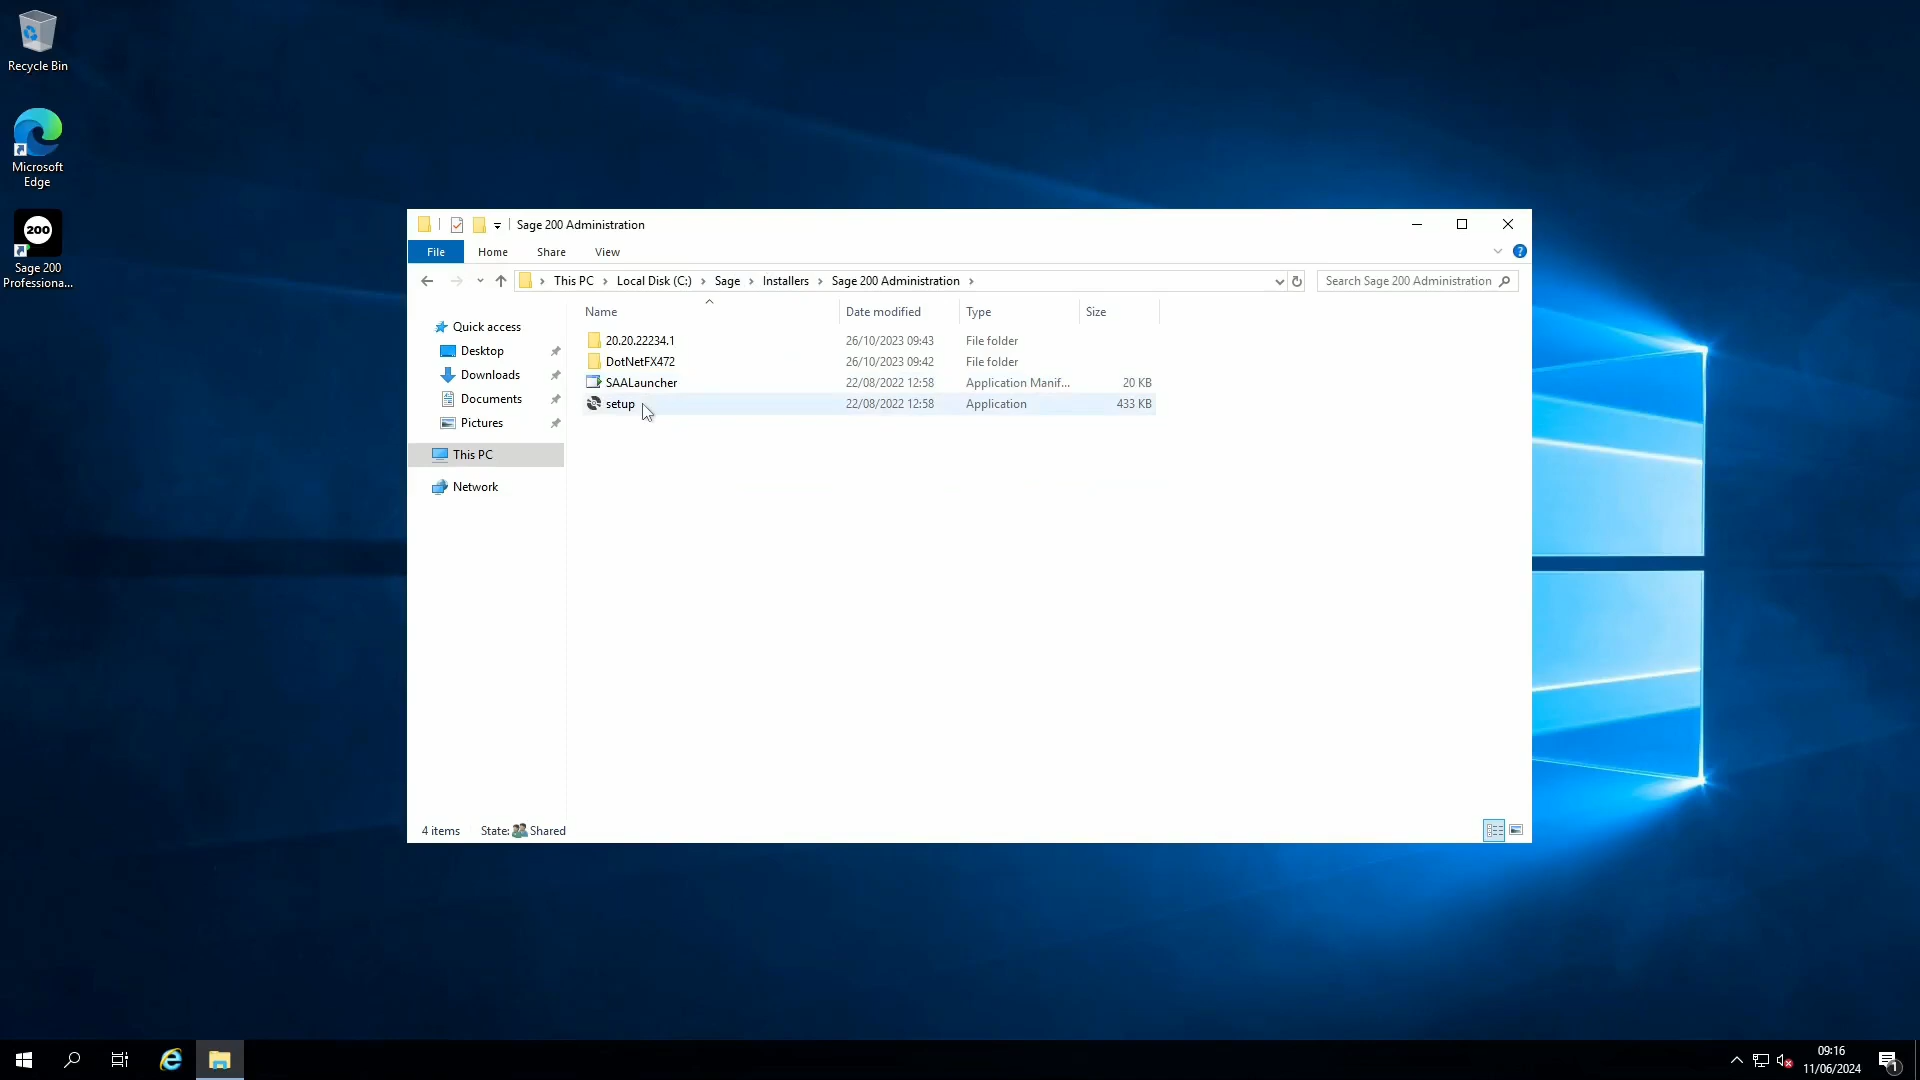 Recycle Bin
Microsoft
Edge
200
Sage 200
Professiona...
Sage 200 Administration
File Home Share View
This PC Local Disk (C:) Sage Installers Sage 200 Administration
Search Sage 200 Administration
Name Date modified Type Size
Quick access
Desktop
Downloads
Documents
Pictures
This PC
Network
20.20.22234.1 26/10/2023 09:43 File folder
DotNetFX472 26/10/2023 09:42 File folder
SAALauncher 22/08/2022 12:58 Application Manif... 20 KB
setup 22/08/2022 12:58 Application 433 KB
4 items State: Shared
09:16
11/06/2024
1